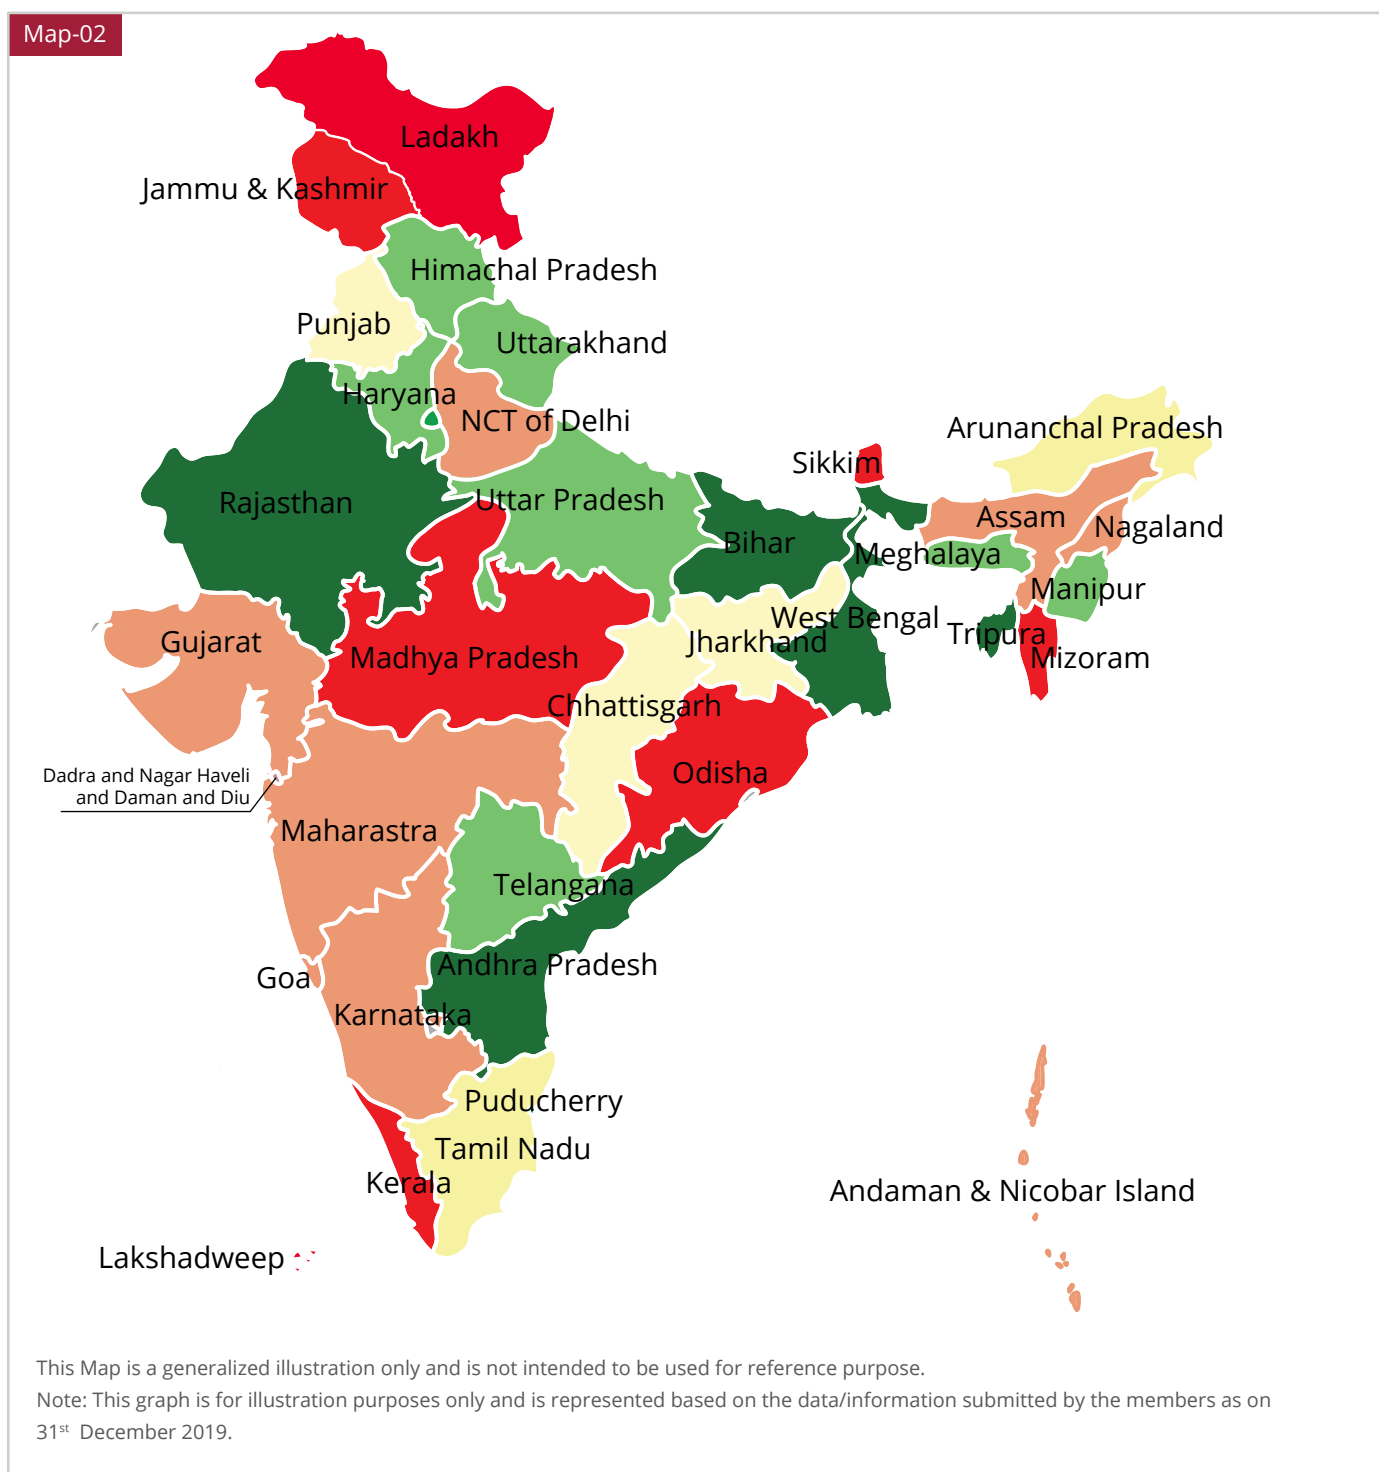 Map-02
Ladakh
Jammu & Kashmir
Himachal Pradesh
Punjab
Uttarakhand
Haryana
NCT of Delhi
Arunanchal Pradesh
Sikkim
Rajasthan
Uttar Pradesh
Assam
Nagaland
Bihar
Meghalaya
Manipur
West Bengal
Gujarat
Jharkhand
Tripura
Madhya Pradesh
Mizoram
Chhattisgarh
Odisha
Dadra and Nagar Haveli
and Daman and Diu
Maharastra
Telangana
Andhra Pradesh
Goa
Karnataka
Puducherry
Tamil Nadu
Kerala
Andaman & Nicobar Island
Lakshadweep
This Map is a generalized illustration only and is not intended to be used for reference purpose.
Note: This graph is for illustration purposes only and is represented based on the data/information submitted by the members as on
31st December 2019.